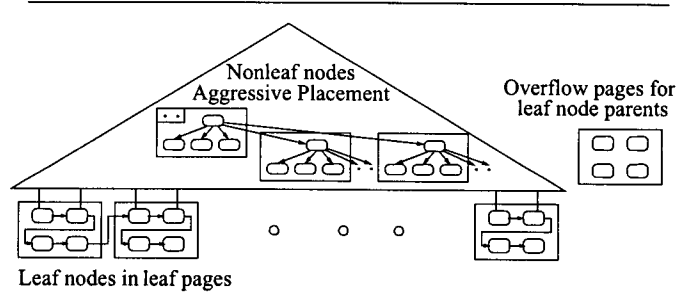 Nonleaf nodes
Aggressive Placement
Overflow pages for
leaf node parents
Leaf nodes in leaf pages